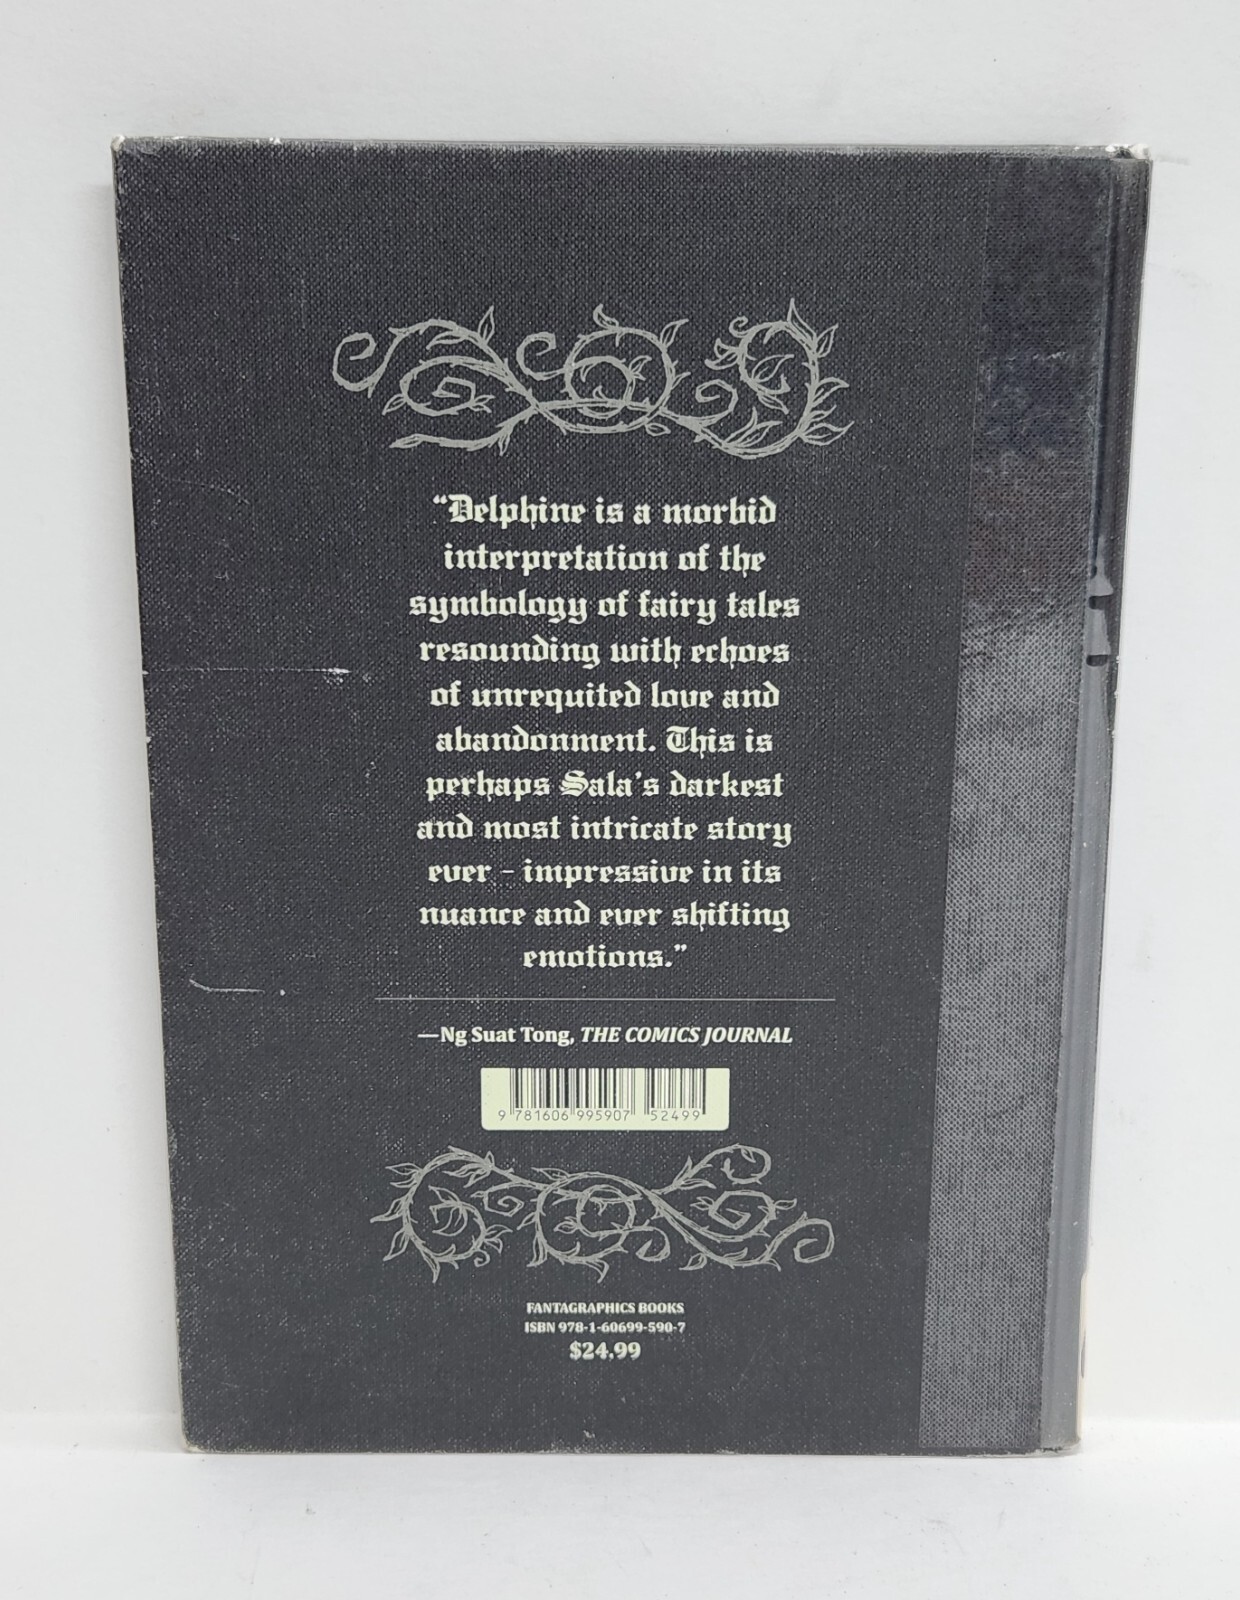 “Delphine is a morbid
interpretation of the
symbology of fairy tales
resounding with echoes
of unrequited love and
abandonment. This is
perhaps Sala’s darkest
and most intricate story
ever – impressive in its
nuance and ever shifting
emotions.”
—Ng Suat Tong, THE COMICS JOURNAL
9 781606 995907 52499
FANTAGRAPHICS BOOKS
ISBN 978-1-60699-590-7
$24.99